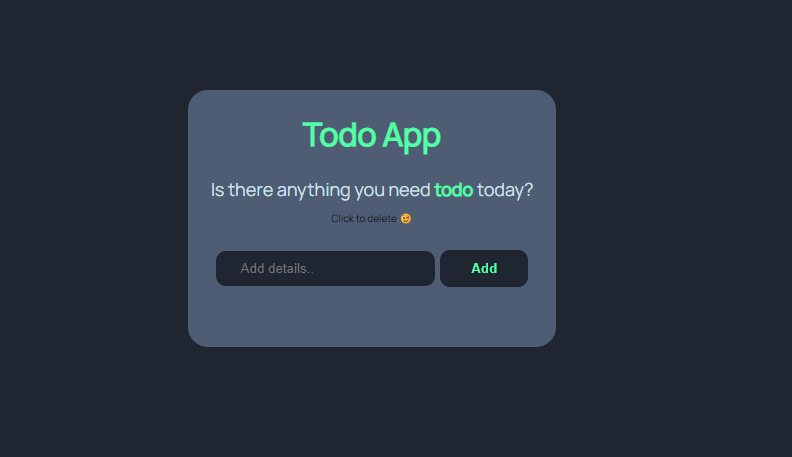 Todo App
Is there anything you need todo today?
Click to delete 😉
Add details..
Add